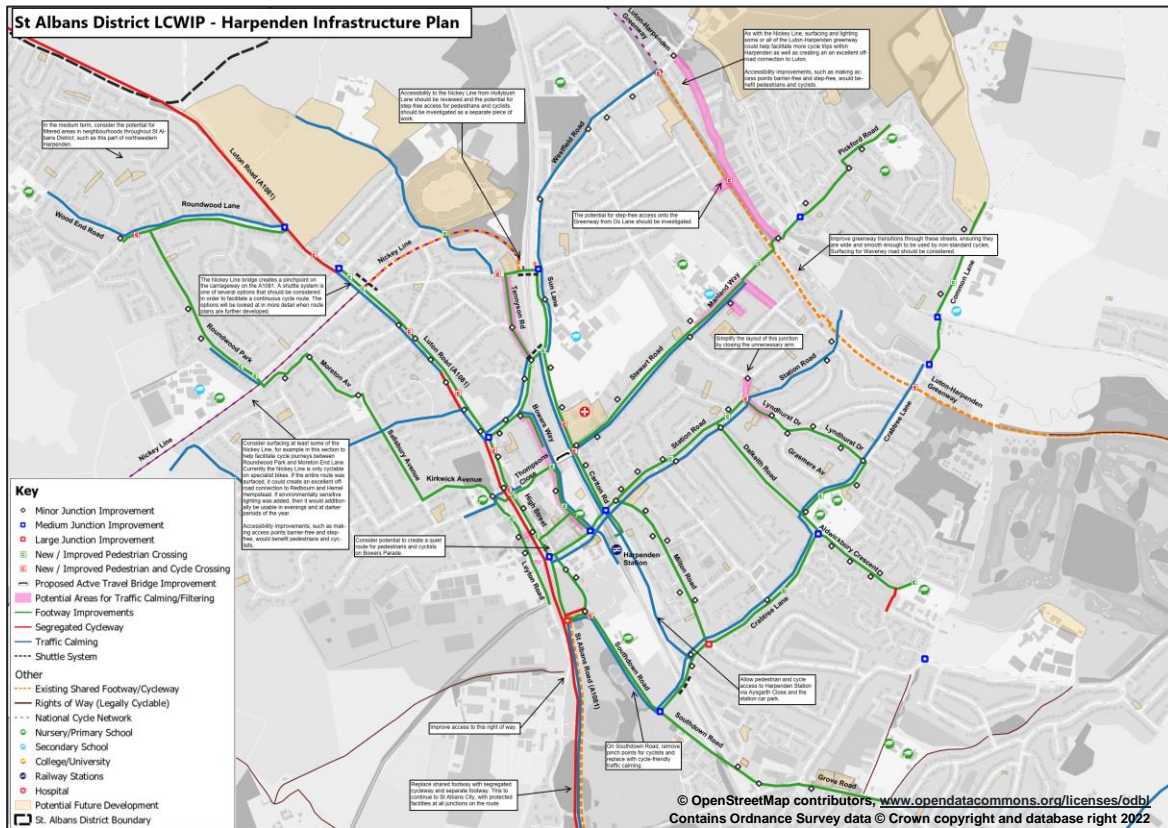 St Albans District LCWIP - Harpenden Infrastructure Plan
Luton-Harpenden
Greenway
As with the Nickey Line, surfacing and lighting
some or all of the Luton-Harpenden greenway
could help facilitate more cycle trips within
Harpenden as well as creating an an excellent off-
road connection to Luton.
Accessibility improvements, such as making ac-
cess points barrier-free and step-free, would be-
nefit pedestrians and cyclists.
Accessibility to the Nickey Line from Hollybush
Lane should be reviewed and the potential for
step-free access for pedestrians and cyclists
should be investigated as a separate piece of
work.
In the medium term, consider the potential for
filtered areas in neighbourhoods throughout St Al-
bans District, such as this part of northwestern
Harpenden.
Luton Road (A1081)
Westfield Road
Pickford Road
Roundwood Lane
Wood End Road
The potential for step-free access onto the
Greenway from Ox Lane should be investigated.
Improve greenway transitions through these streets, ensuring they
are wide and smooth enough to be used by non-standard cycles.
Surfacing for Waveney road should be considered.
Nickey Line
The Nickey Line bridge creates a pinchpoint on
the carriageway on the A1081. A shuttle system is
one of several options that should be considered
in order to facilitate a continuous cycle route. The
options will be looked at in more detail when route
plans are further developed.
Sun Lane
Tennyson Rd
Manland Way
Common Lane
Roundwood Park
Luton Road (A1081)
Moreton Av
Simplify the layout of this junction
by closing the unnecessary arm.
Stewart Road
Station Road
Luton-Harpenden
Greenway
Crabtree Lane
Lyndhurst Dr
Lyndhurst Dr
Grasmere Av
Dalkeith Road
Station Road
Bowers Way
Salisbury Avenue
Nickey Line
Consider surfacing at least some of the
Nickey Line, for example in this section to
help facilitate cycle journeys between
Roundwood Park and Moreton End Lane.
Currently the Nickey Line is only cyclable
on specialist bikes. If the entire route was
surfaced, it could create an excellent off-
road connection to Redbourn and Hemel
Hempstead. If environmentally sensitive
lighting was added, then it would addition-
ally be usable in evenings and at darker
periods of the year.
Accessibility improvements, such as mak-
ing access points barrier-free and step-
free, would benefit pedestrians and cyc-
lists.
Kirkwick Avenue
Thompsons
Close
High Street
Carlton Rd
Consider potential to create a quiet
route for pedestrians and cyclists
on Bowers Parade.
Harpenden
Station
Leyton Road
Milton Road
Aldwickbury Crescent
Crabtree Lane
St Albans Road (A1081)
Southdown Road
Allow pedestrian and cycle
access to Harpenden Station
via Aysgarth Close and the
station car park.
Improve access to this right of way.
On Southdown Road, remove
pinch points for cyclists and
replace with cycle-friendly
traffic calming.
Southdown Road
Grove Road
Replace shared footway with segregated
cycleway and separate footway. This to
continue to St Albans City, with protected
facilities at all junctions on the route.
Key
Minor Junction Improvement
Medium Junction Improvement
Large Junction Improvement
New / Improved Pedestrian Crossing
New / Improved Pedestrian and Cycle Crossing
Proposed Actve Travel Bridge Improvement
Potential Areas for Traffic Calming/Filtering
Footway Improvements
Segregated Cycleway
Traffic Calming
Shuttle System
Other
Existing Shared Footway/Cycleway
Rights of Way (Legally Cyclable)
National Cycle Network
Nursery/Primary School
Secondary School
College/University
Railway Stations
Hospital
Potential Future Development
St. Albans District Boundary
© OpenStreetMap contributors, www.opendatacommons.org/licenses/odbl
Contains Ordnance Survey data © Crown copyright and database right 2022